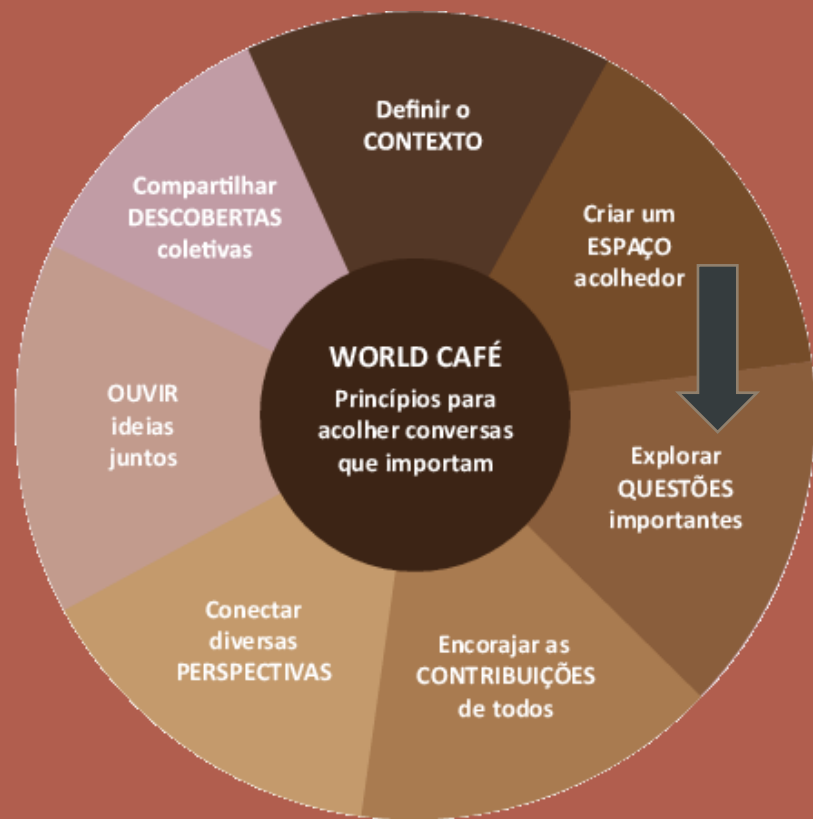 WORLD CAFÉ
Princípios para
acolher conversas
que importam
Definir o
CONTEXTO
Criar um
ESPAÇO
acolhedor
Explorar
QUESTÕES
importantes
Encorajar as
CONTRIBUIÇÕES
de todos
Conectar
diversas
PERSPECTIVAS
OUVIR
ideias
juntos
Compartilhar
DESCOBERTAS
coletivas